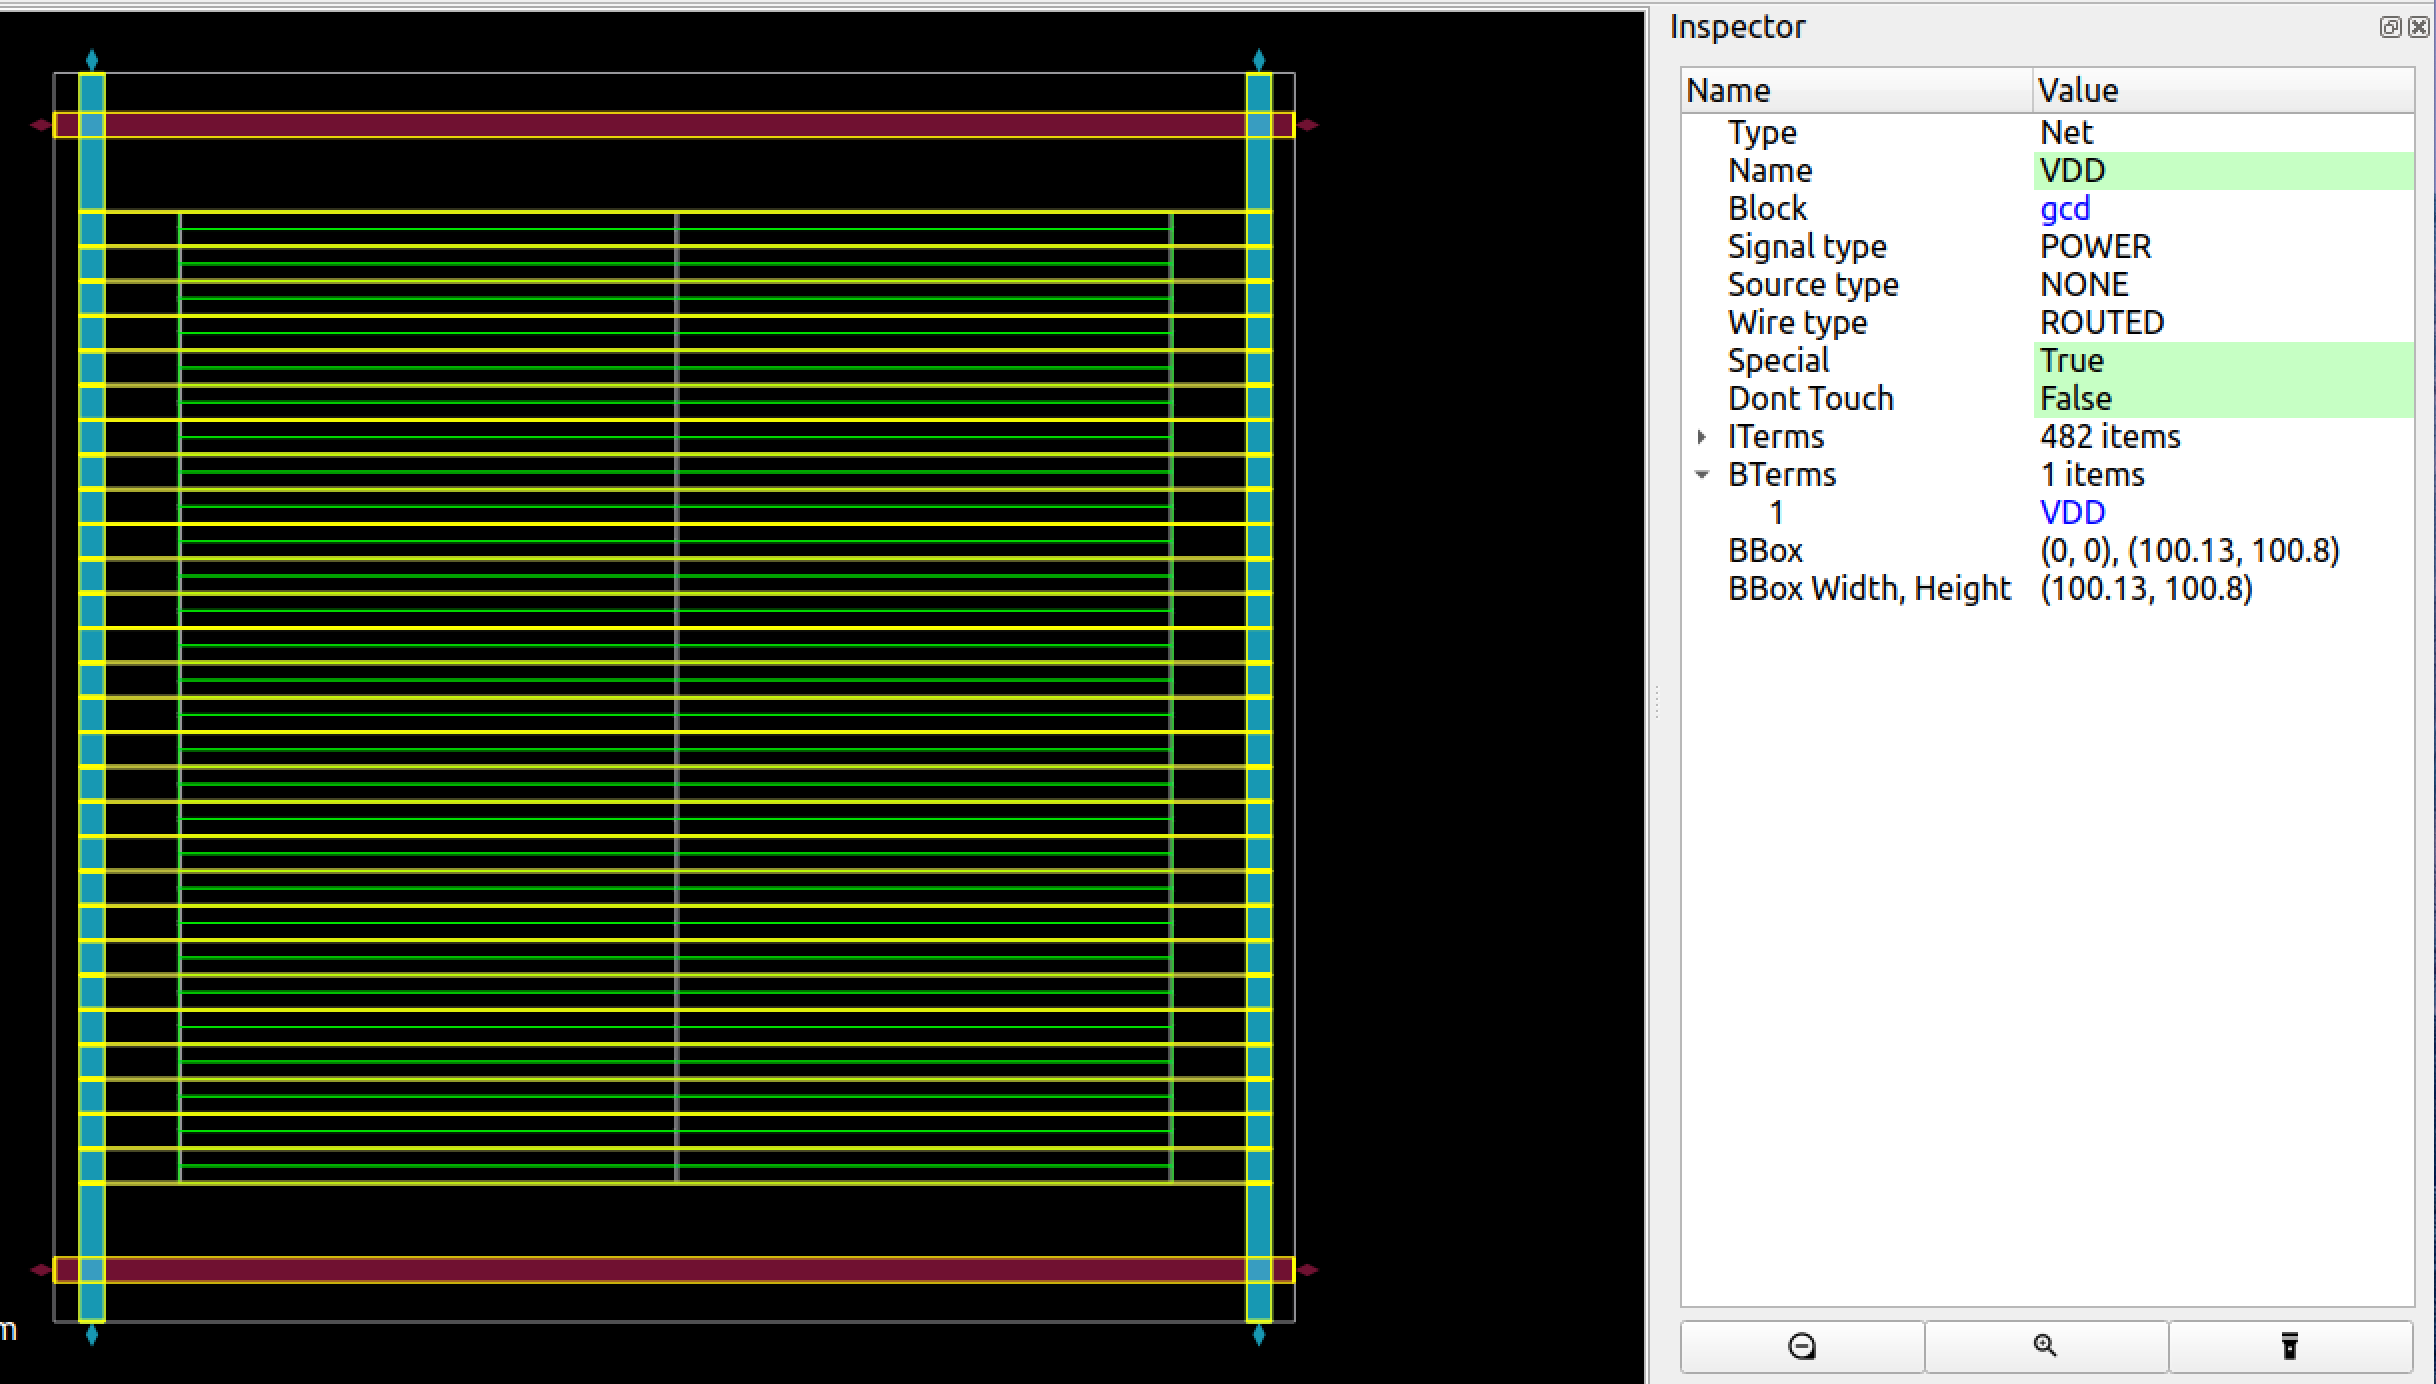 Inspector
Name Value
Type Net
Name VDD
Block gcd
Signal type POWER
Source type NONE
Wire type ROUTED
Special True
Dont Touch False
ITerms 482 items
BTerms 1 items
1 VDD
BBox (0, 0), (100.13, 100.8)
BBox Width, Height (100.13, 100.8)
m